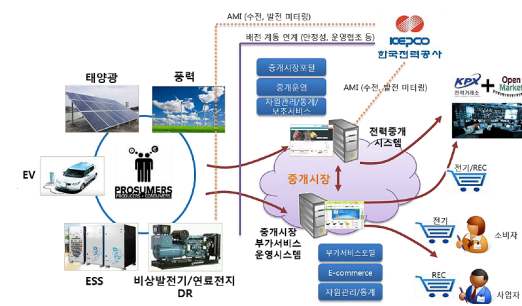 AMI (수전, 발전 미터링)
배전 계통 연계 (안정성, 운영협조 등)
KEPCO
한국전력공사
태양광
풍력
중개시장포털
중개운영
자원관리/통계/
보조서비스
AMI (수전, 발전 미터링)
KPX
전력거래소
+
Open
Market
전력중개
시스템
EV
PROSUMERS
PRODUCERS + CONSUMERS
중개시장
전기/REC
중개시장
부가서비스
운영시스템
전기
소비자
ESS
비상발전기/연료전지
DR
부가서비스포털
E-commerce
자원관리/통계
REC
사업자